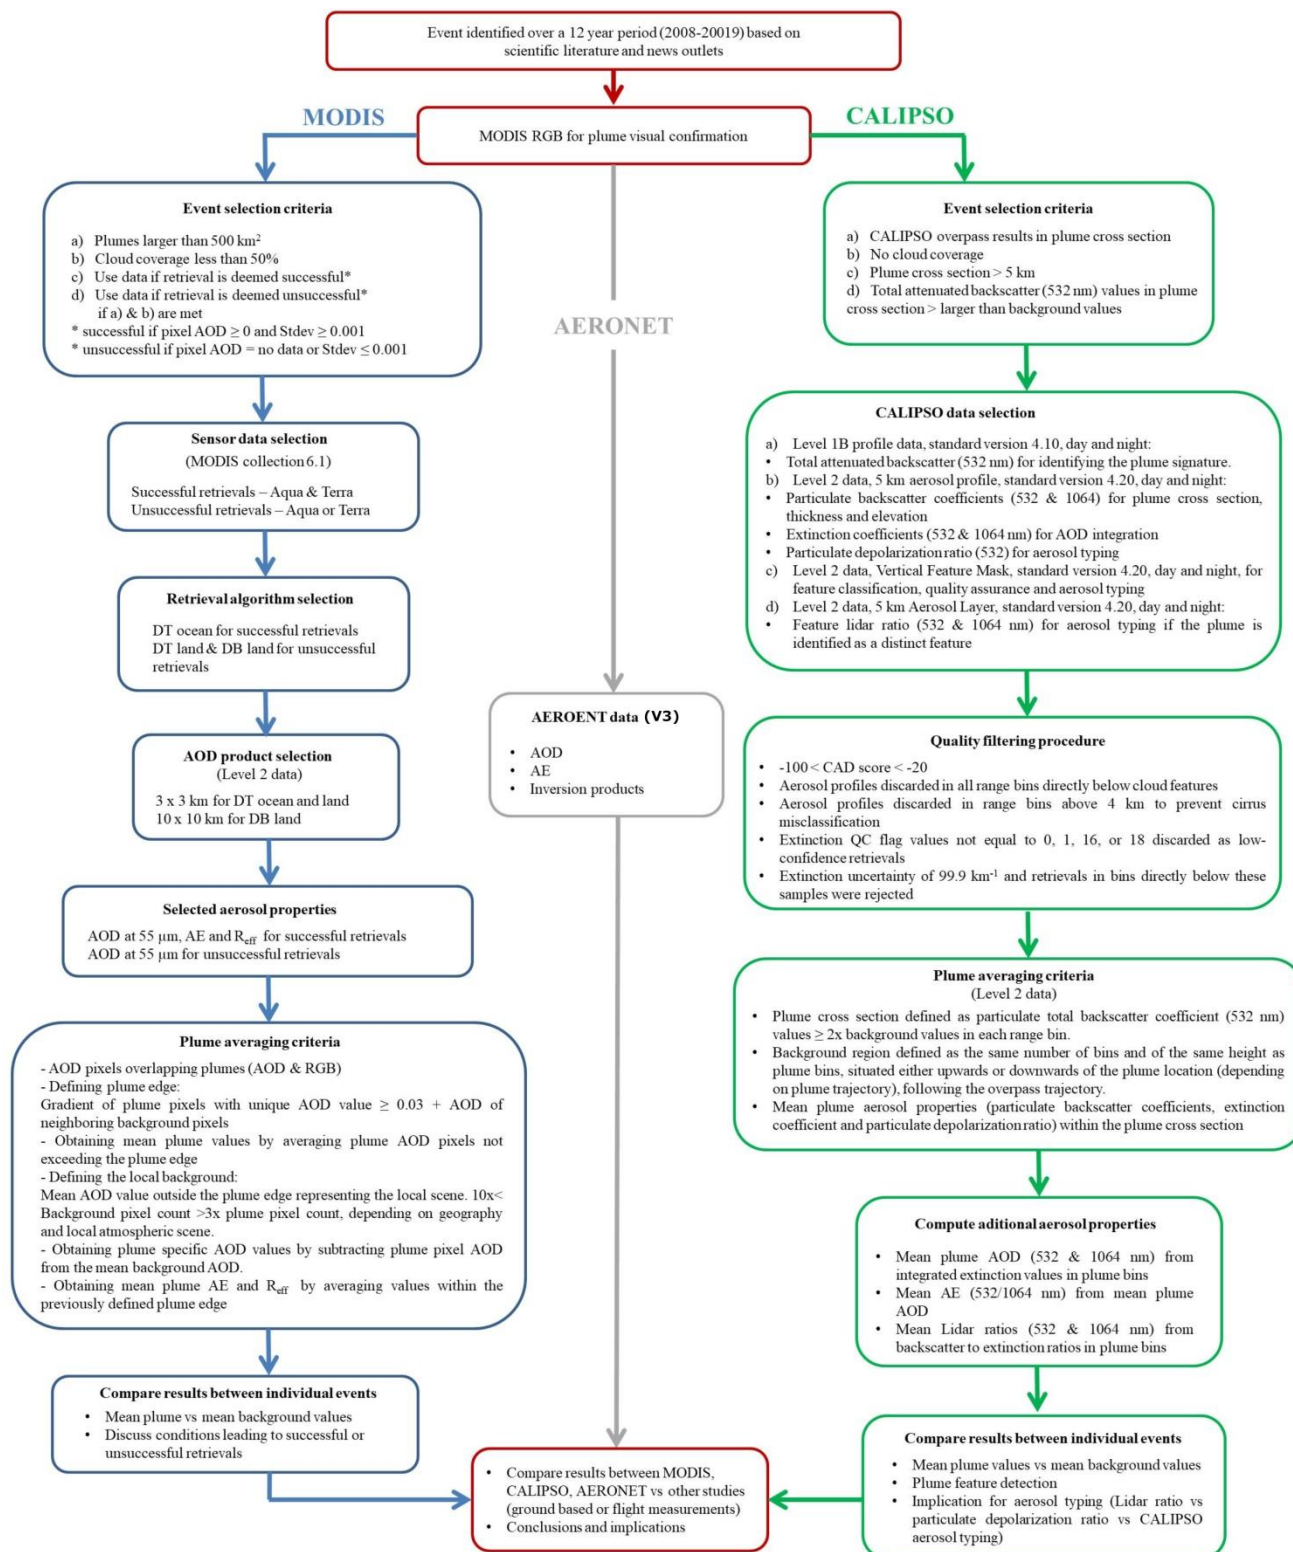 Event identified over a 12 year period (2008-20019) based on
scientific literature and news outlets
MODIS
CALIPSO
MODIS RGB for plume visual confirmation
Event selection criteria
a) Plumes larger than 500 km²
b) Cloud coverage less than 50%
c) Use data if retrieval is deemed successful*
d) Use data if retrieval is deemed unsuccessful*
if a) & b) are met
* successful if pixel AOD ≥ 0 and Stdev ≥ 0.001
* unsuccessful if pixel AOD = no data or Stdev ≤ 0.001
Sensor data selection
(MODIS collection 6.1)
Successful retrievals – Aqua & Terra
Unsuccessful retrievals – Aqua or Terra
Retrieval algorithm selection
DT ocean for successful retrievals
DT land & DB land for unsuccessful
retrievals
AOD product selection
(Level 2 data)
3 x 3 km for DT ocean and land
10 x 10 km for DB land
Selected aerosol properties
AOD at 55 µm, AE and Reff for successful retrievals
AOD at 55 µm for unsuccessful retrievals
Plume averaging criteria
- AOD pixels overlapping plumes (AOD & RGB)
- Defining plume edge:
Gradient of plume pixels with unique AOD value ≥ 0.03 + AOD of
neighboring background pixels
- Obtaining mean plume values by averaging plume AOD pixels not
exceeding the plume edge
- Defining the local background:
Mean AOD value outside the plume edge representing the local scene. 10x<
Background pixel count >3x plume pixel count, depending on geography
and local atmospheric scene.
- Obtaining plume specific AOD values by subtracting plume pixel AOD
from the mean background AOD.
- Obtaining mean plume AE and Reff by averaging values within the
previously defined plume edge
Compare results between individual events
• Mean plume vs mean background values
• Discuss conditions leading to successful or
unsuccessful retrievals
AERONET
AEROENT data (V3)
• AOD
• AE
• Inversion products
Event selection criteria
a) CALIPSO overpass results in plume cross section
b) No cloud coverage
c) Plume cross section > 5 km
d) Total attenuated backscatter (532 nm) values in plume
cross section > larger than background values
CALIPSO data selection
a) Level 1B profile data, standard version 4.10, day and night:
• Total attenuated backscatter (532 nm) for identifying the plume signature.
b) Level 2 data, 5 km aerosol profile, standard version 4.20, day and night:
• Particulate backscatter coefficients (532 & 1064) for plume cross section,
thickness and elevation
• Extinction coefficients (532 & 1064 nm) for AOD integration
• Particulate depolarization ratio (532) for aerosol typing
c) Level 2 data, Vertical Feature Mask, standard version 4.20, day and night, for
feature classification, quality assurance and aerosol typing
d) Level 2 data, 5 km Aerosol Layer, standard version 4.20, day and night:
• Feature lidar ratio (532 & 1064 nm) for aerosol typing if the plume is
identified as a distinct feature
Quality filtering procedure
• -100 < CAD score < -20
• Aerosol profiles discarded in all range bins directly below cloud features
• Aerosol profiles discarded in range bins above 4 km to prevent cirrus
misclassification
• Extinction QC flag values not equal to 0, 1, 16, or 18 discarded as low-
confidence retrievals
• Extinction uncertainty of 99.9 km⁻¹ and retrievals in bins directly below these
samples were rejected
Plume averaging criteria
(Level 2 data)
• Plume cross section defined as particulate total backscatter coefficient (532 nm)
values ≥ 2x background values in each range bin.
• Background region defined as the same number of bins and of the same height as
plume bins, situated either upwards or downwards of the plume location (depending
on plume trajectory), following the overpass trajectory.
• Mean plume aerosol properties (particulate backscatter coefficients, extinction
coefficient and particulate depolarization ratio) within the plume cross section
Compute aditional aerosol properties
• Mean plume AOD (532 & 1064 nm) from
integrated extinction values in plume bins
• Mean AE (532/1064 nm) from mean plume
AOD
• Mean Lidar ratios (532 & 1064 nm) from
backscatter to extinction ratios in plume bins
Compare results between individual events
• Mean plume values vs mean background values
• Plume feature detection
• Implication for aerosol typing (Lidar ratio vs
particulate depolarization ratio vs CALIPSO
aerosol typing)
• Compare results between MODIS,
CALIPSO, AERONET vs other studies
(ground based or flight measurements)
• Conclusions and implications